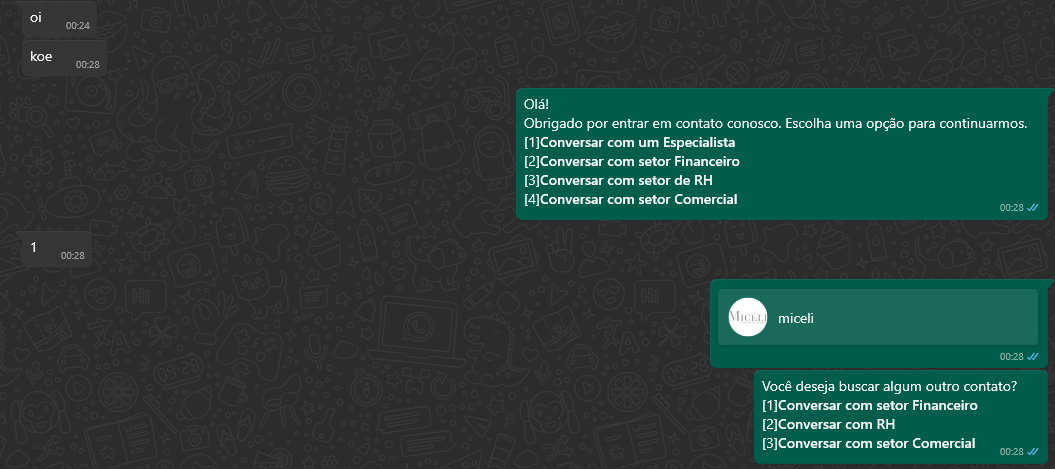 oi
00:24
koe
00:28
Olá!
Obrigado por entrar em contato conosco. Escolha uma opção para continuarmos.
[1]Conversar com um Especialista
[2]Conversar com setor Financeiro
[3]Conversar com setor de RH
[4]Conversar com setor Comercial
00:28
1
00:28
MICELI
miceli
00:28
Você deseja buscar algum outro contato?
[1]Conversar com setor Financeiro
[2]Conversar com RH
[3]Conversar com setor Comercial
00:28